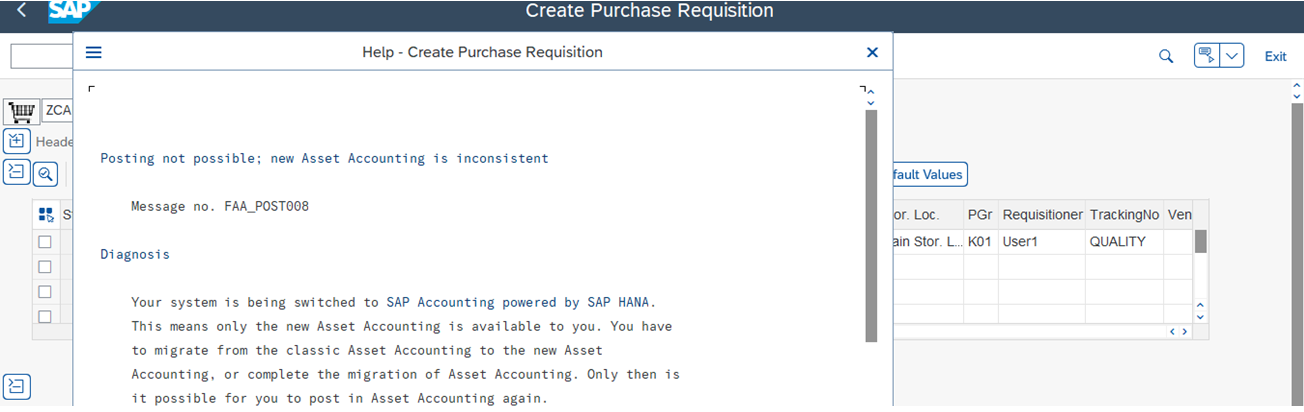 SAP Create Purchase Requisition
Help - Create Purchase Requisition
Exit
ZCA
Heade
Posting not possible; new Asset Accounting is inconsistent
Message no. FAA_POST008
Diagnosis
Your system is being switched to SAP Accounting powered by SAP HANA.
This means only the new Asset Accounting is available to you. You have
to migrate from the classic Asset Accounting to the new Asset
Accounting, or complete the migration of Asset Accounting. Only then is
it possible for you to post in Asset Accounting again.
fault Values
S
or. Loc. PGr Requisitioner TrackingNo Ven
ain Stor. L... K01 User1 QUALITY